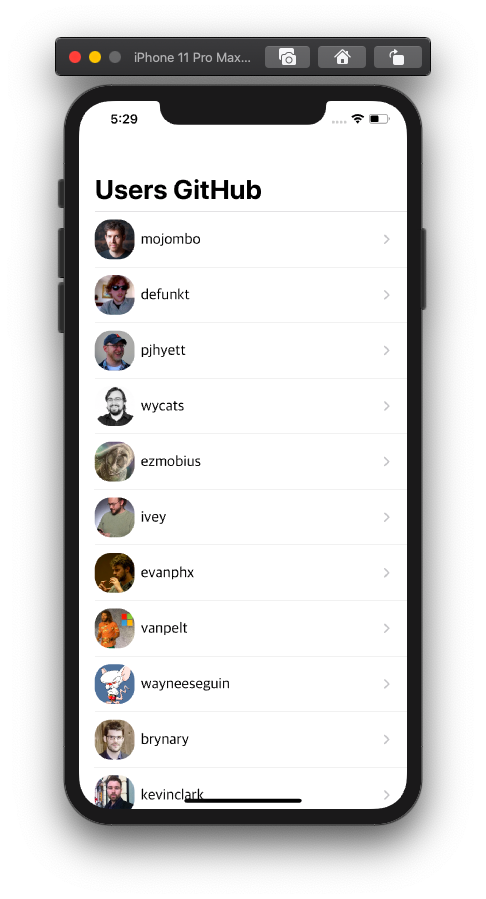 iPhone 11 Pro Max...
5:29
Users GitHub
mojombo
defunkt
pjhyett
wycats
ezmobius
ivey
evanphx
vanpelt
wayneeseguin
brynary
kevinclark